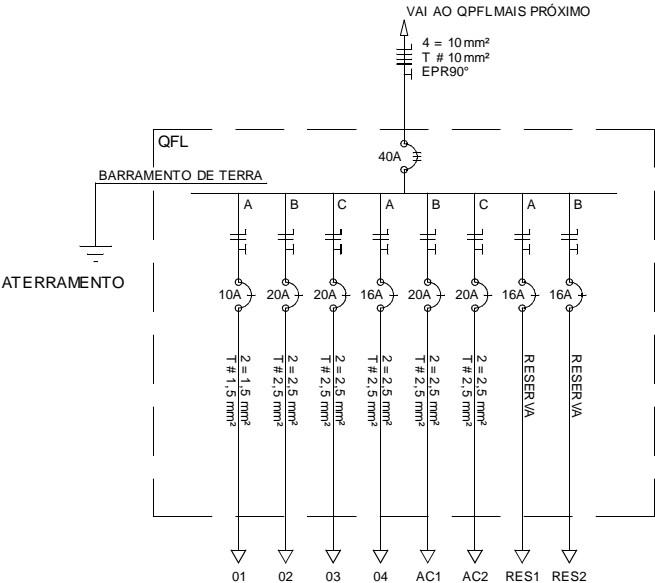 VAI AO QPFL MAIS PRÓXIMO
4 = 10 mm²
T # 10 mm²
EPR90°
QFL
40A
BARRAMENTO DE TERRA
A B C A B C A B
ATERRAMENTO
10A 20A 20A 16A 20A 20A 16A 16A
2 = 1,5 mm²
T # 1,5 mm²
2 = 2,5 mm²
T # 2,5 mm²
2 = 2,5 mm²
T # 2,5 mm²
2 = 2,5 mm²
T # 2,5 mm²
2 = 2,5 mm²
T # 2,5 mm²
2 = 2,5 mm²
T # 2,5 mm²
RESERVA
RESERVA
01 02 03 04 AC1 AC2 RES1 RES2